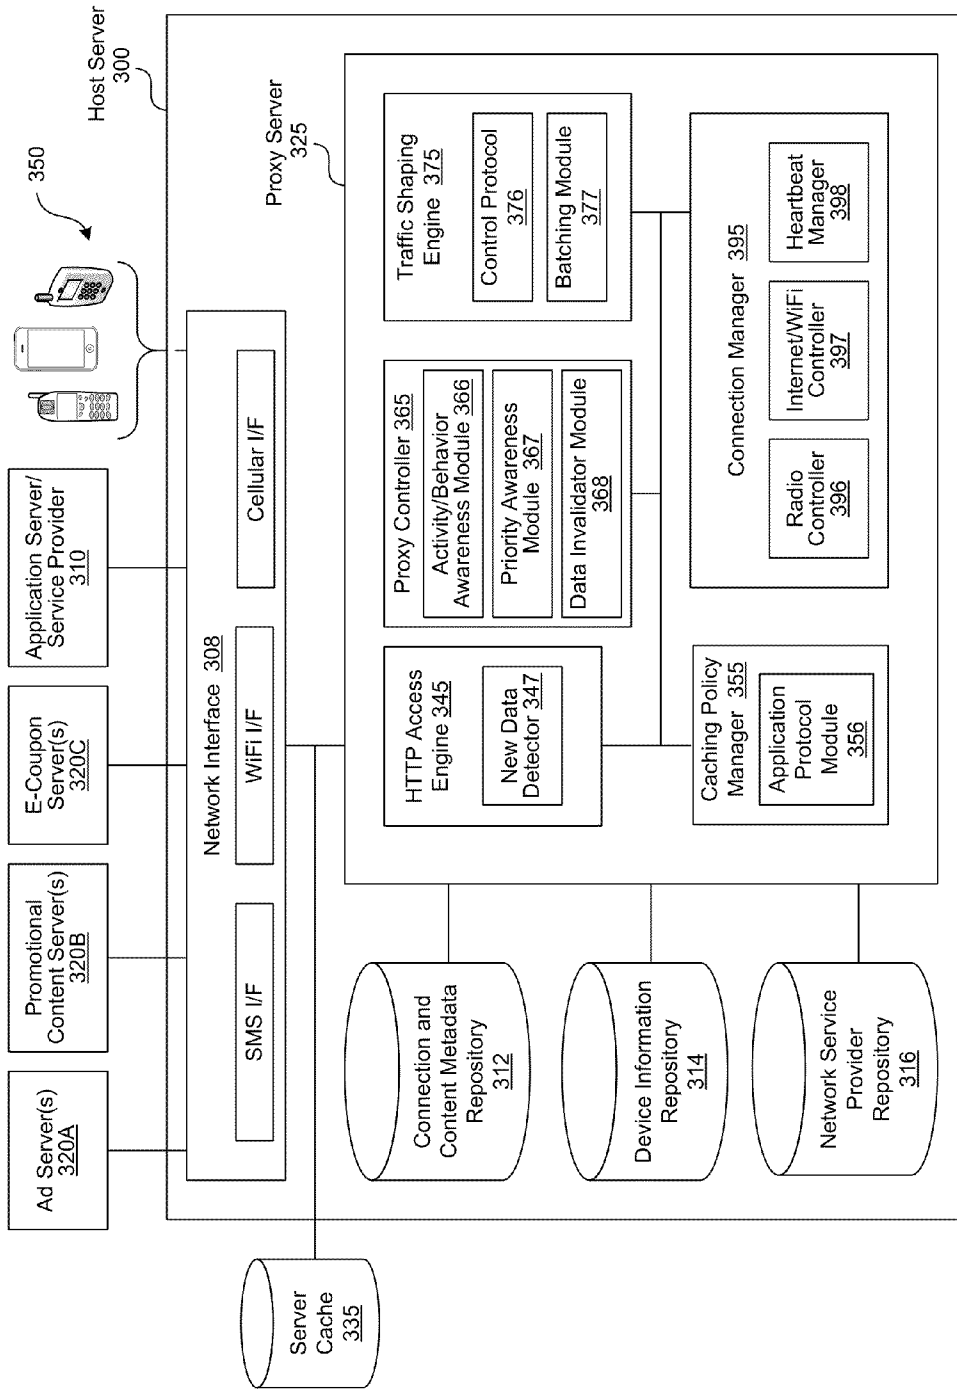 Host Server
300
350
Ad Server(s)
320A
Promotional
Content Server(s)
320B
E-Coupon
Server(s)
320C
Application Server/
Service Provider
310
Network Interface 308
SMS I/F
WiFi I/F
Cellular I/F
Server
Cache
335
Proxy Server
325
Connection and
Content Metadata
Repository
312
Device Information
Repository
314
Network Service
Provider
Repository
316
HTTP Access
Engine 345
New Data
Detector 347
Proxy Controller 365
Activity/Behavior
Awareness Module 366
Priority Awareness
Module 367
Data Invalidator Module
368
Traffic Shaping
Engine 375
Control Protocol
376
Batching Module
377
Caching Policy
Manager 355
Application
Protocol
Module
356
Connection Manager 395
Radio
Controller
396
Internet/WiFi
Controller
397
Heartbeat
Manager
398